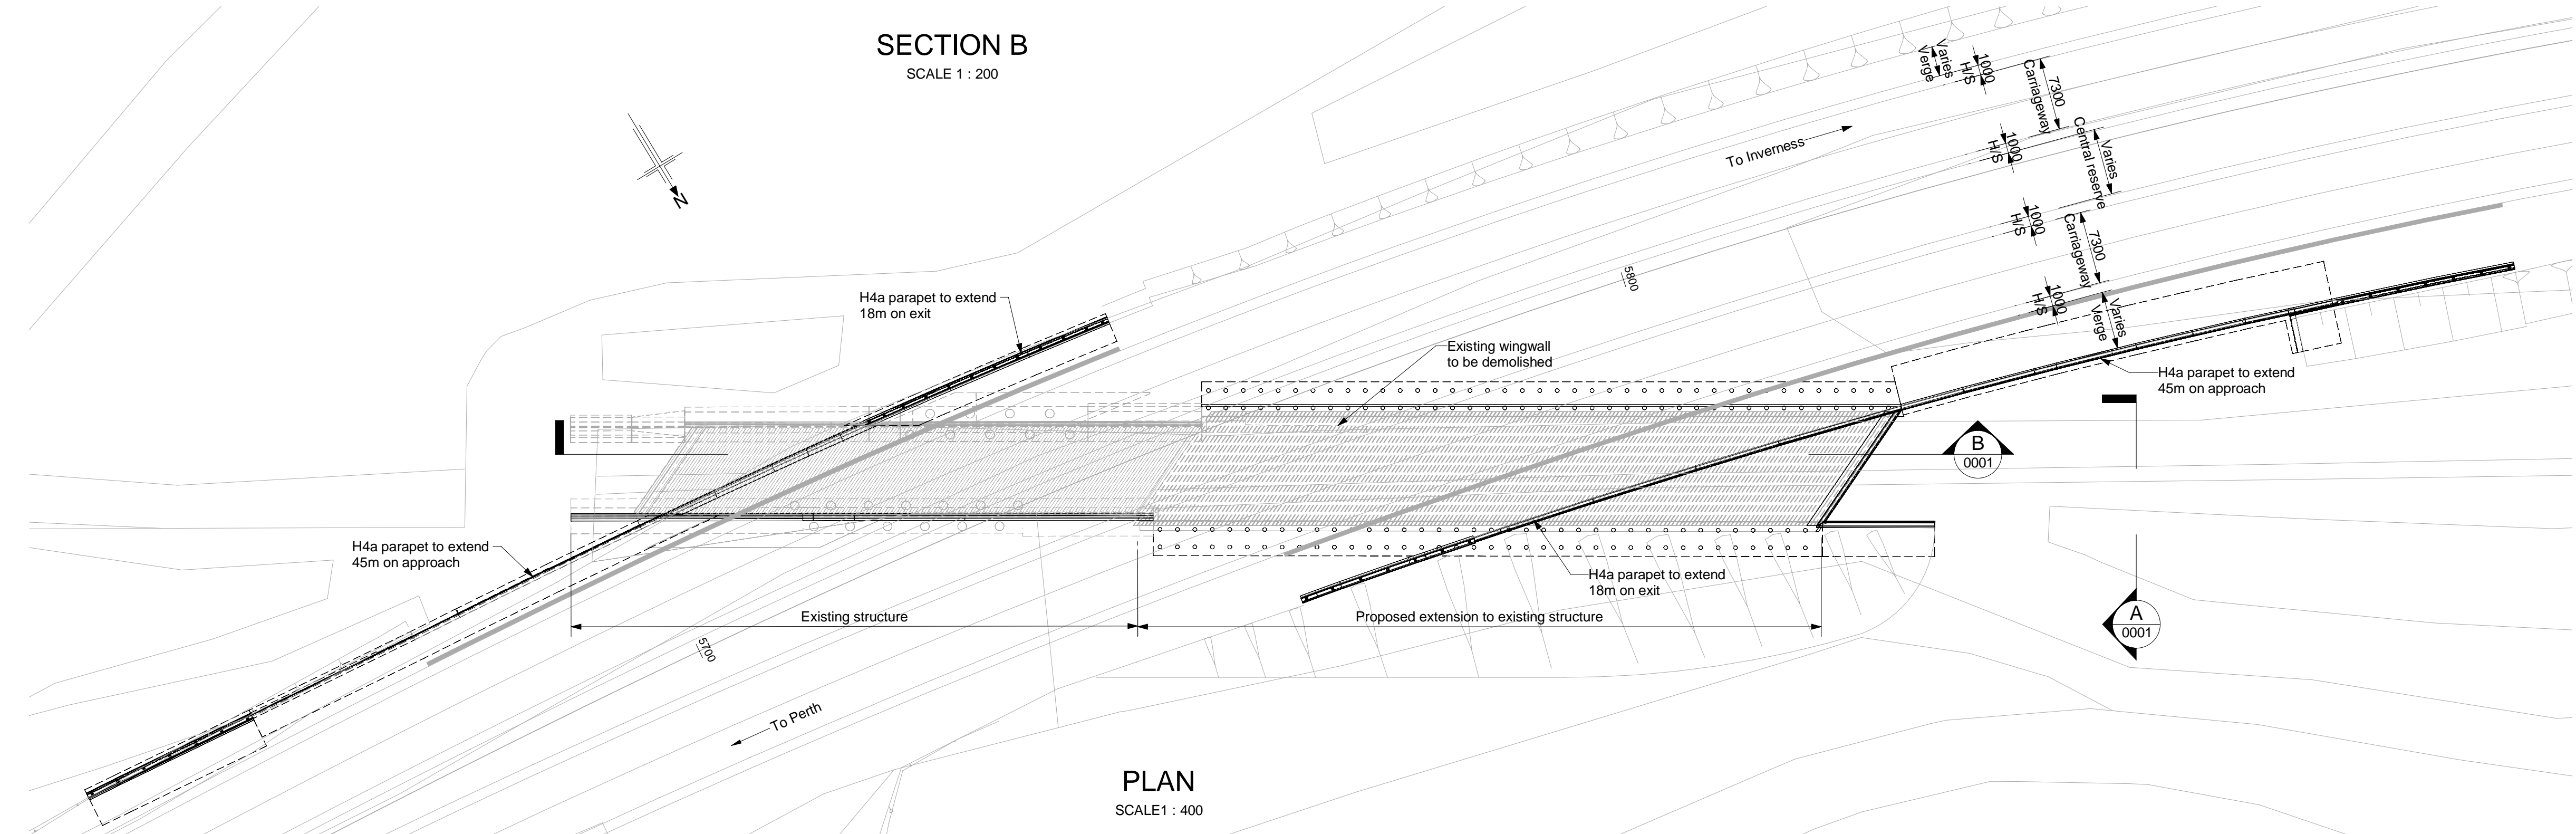 SECTION B
SCALE 1 : 200
N
Varies
Verge
1000
H/S
7300
Carriageway
1000
H/S
Varies
Central reserve
1000
H/S
7300
Carriageway
1000
H/S
Varies
Verge
To Inverness
5800
H4a parapet to extend
18m on exit
Existing wingwall
to be demolished
H4a parapet to extend
45m on approach
B
0001
H4a parapet to extend
45m on approach
H4a parapet to extend
18m on exit
Existing structure
Proposed extension to existing structure
A
0001
5700
To Perth
PLAN
SCALE1 : 400